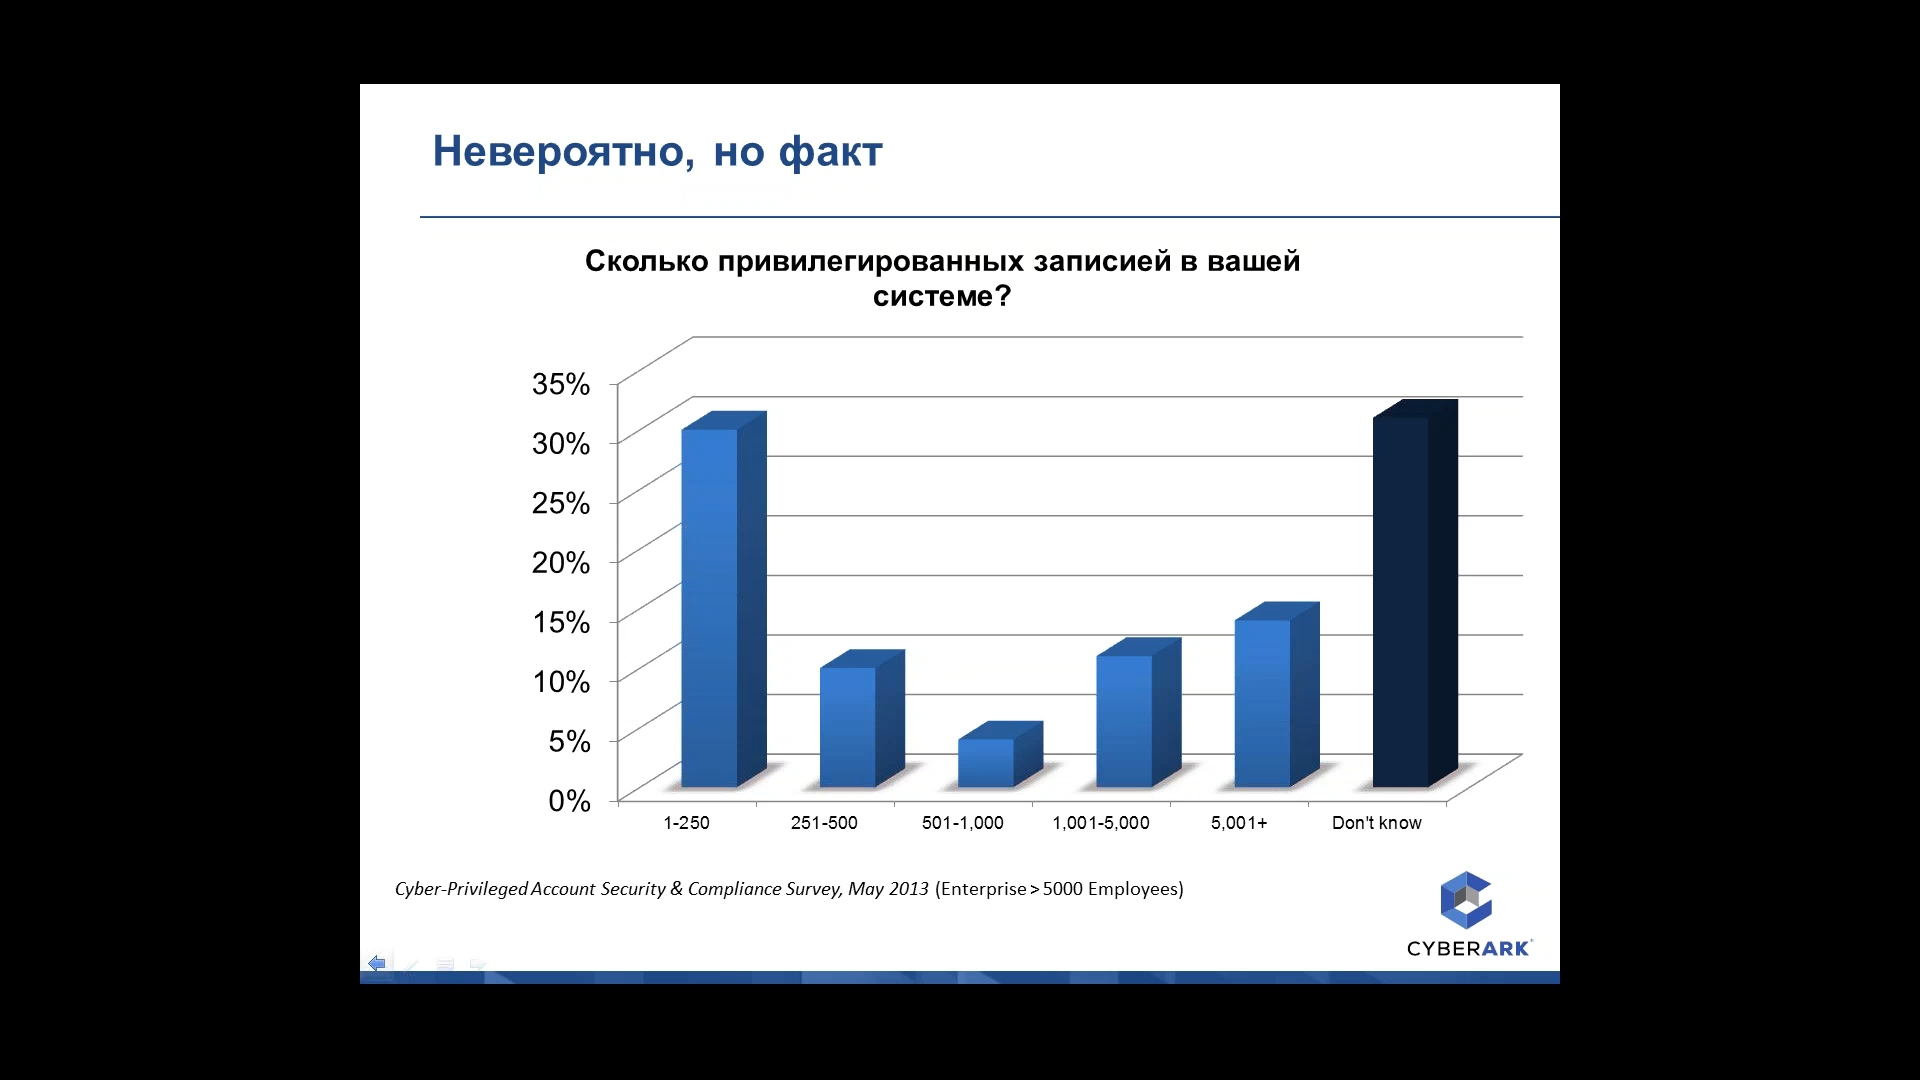 Невероятно, но факт
Сколько привилегированных записией в вашей
системе?
35%
30%
25%
20%
15%
10%
5%
0%
1-250 251-500 501-1,000 1,001-5,000 5,001+ Don't know
Cyber-Privileged Account Security & Compliance Survey, May 2013 (Enterprise > 5000 Employees)
CYBERARK